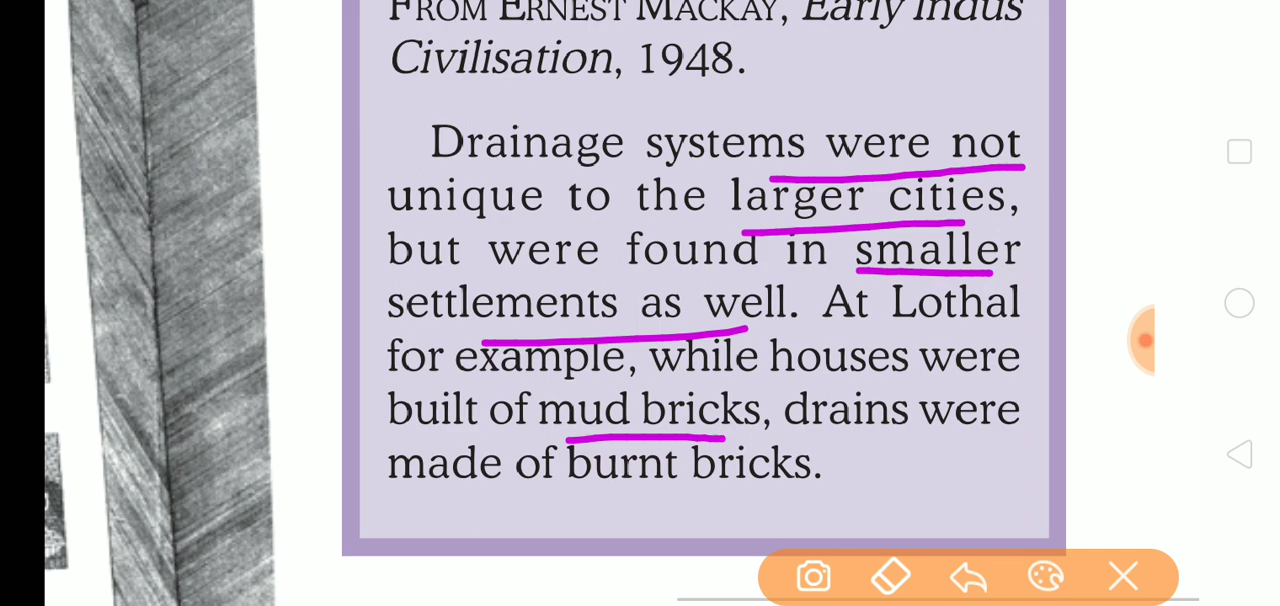 FROM ERNEST MACKAY, Early Indus
Civilisation, 1948.
Drainage systems were not
unique to the larger cities,
but were found in smaller
settlements as well. At Lothal
for example, while houses were
built of mud bricks, drains were
made of burnt bricks.